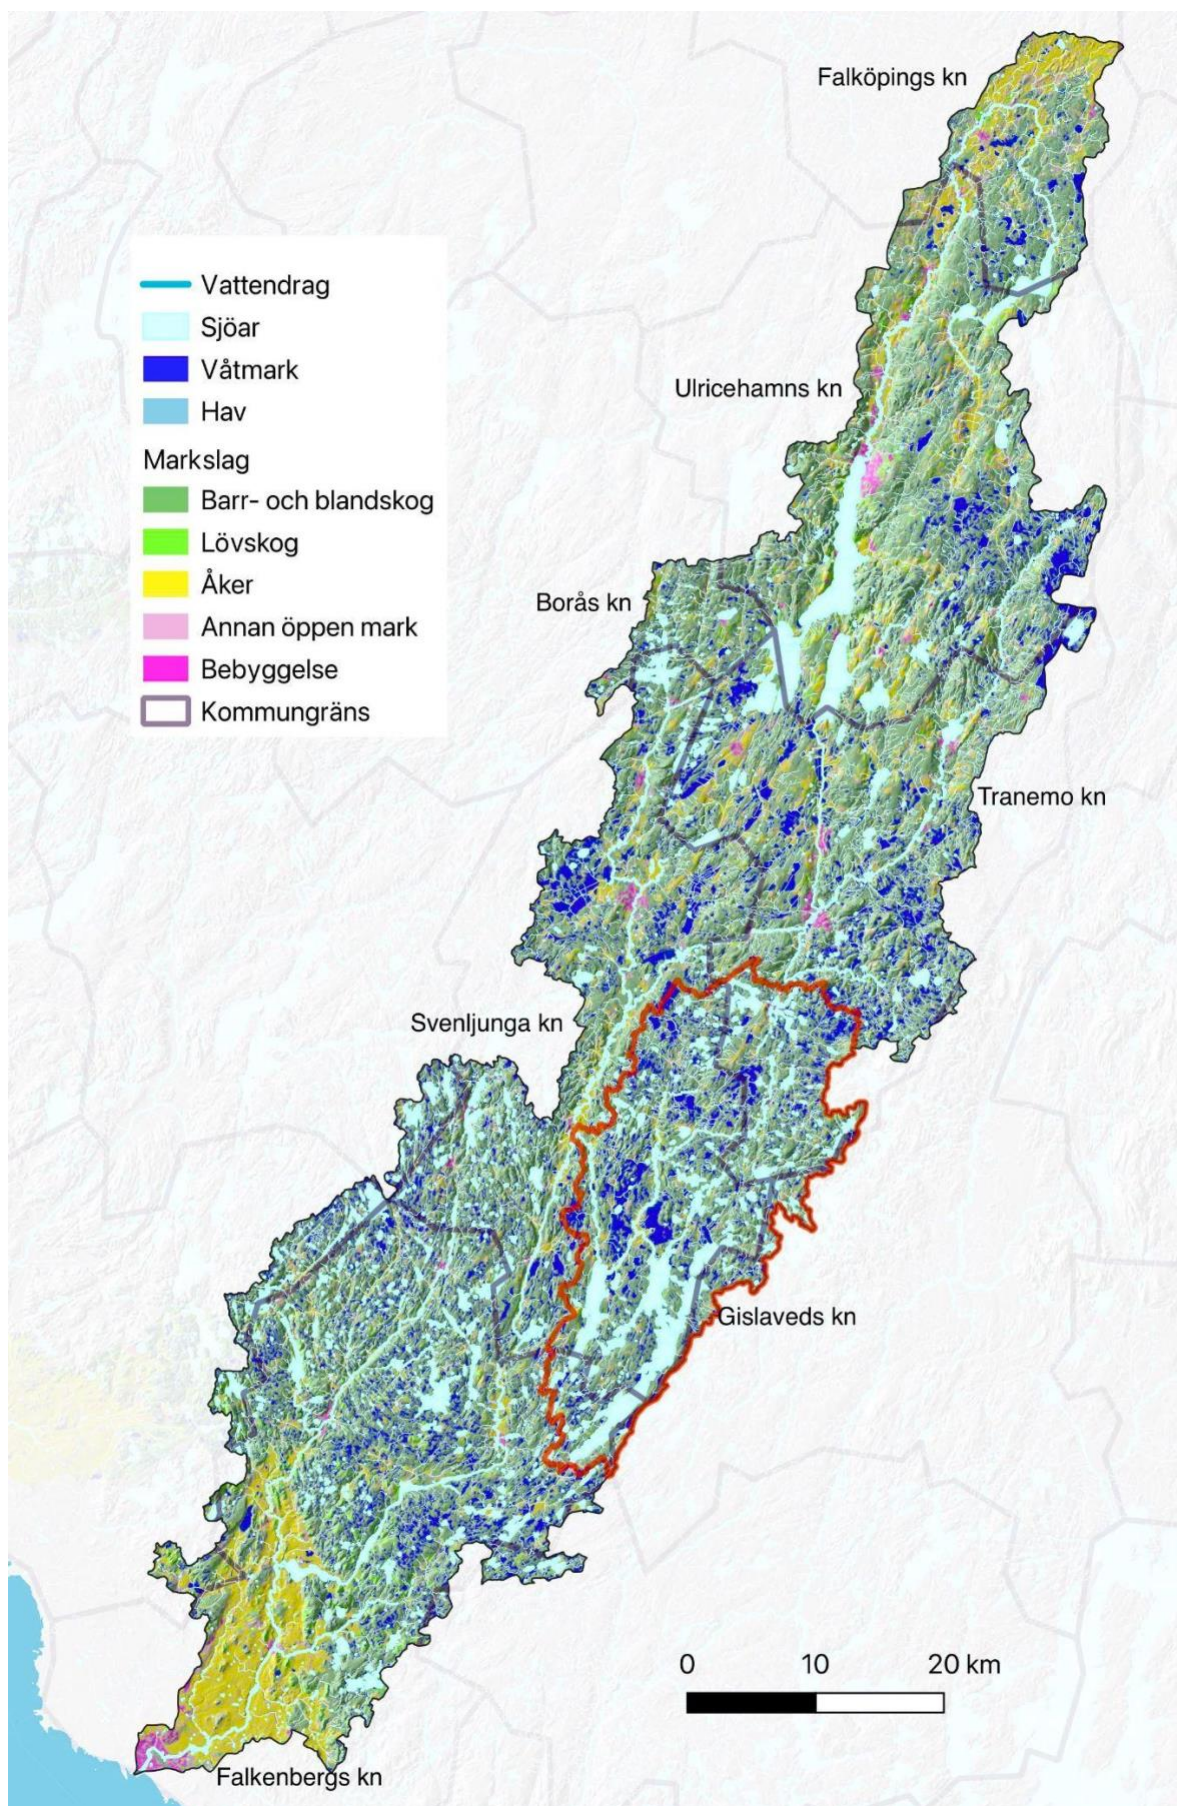 Falköpings kn
Vattendrag
Sjöar
Våtmark
Hav
Ulricehamns kn
Markslag
Barr- och blandskog
Lövskog
Åker
Borås kn
Annan öppen mark
Bebyggelse
Kommungräns
Tranemo kn
Svenljunga kn
Gislaveds kn
0 10 20 km
Falkenbergs kn